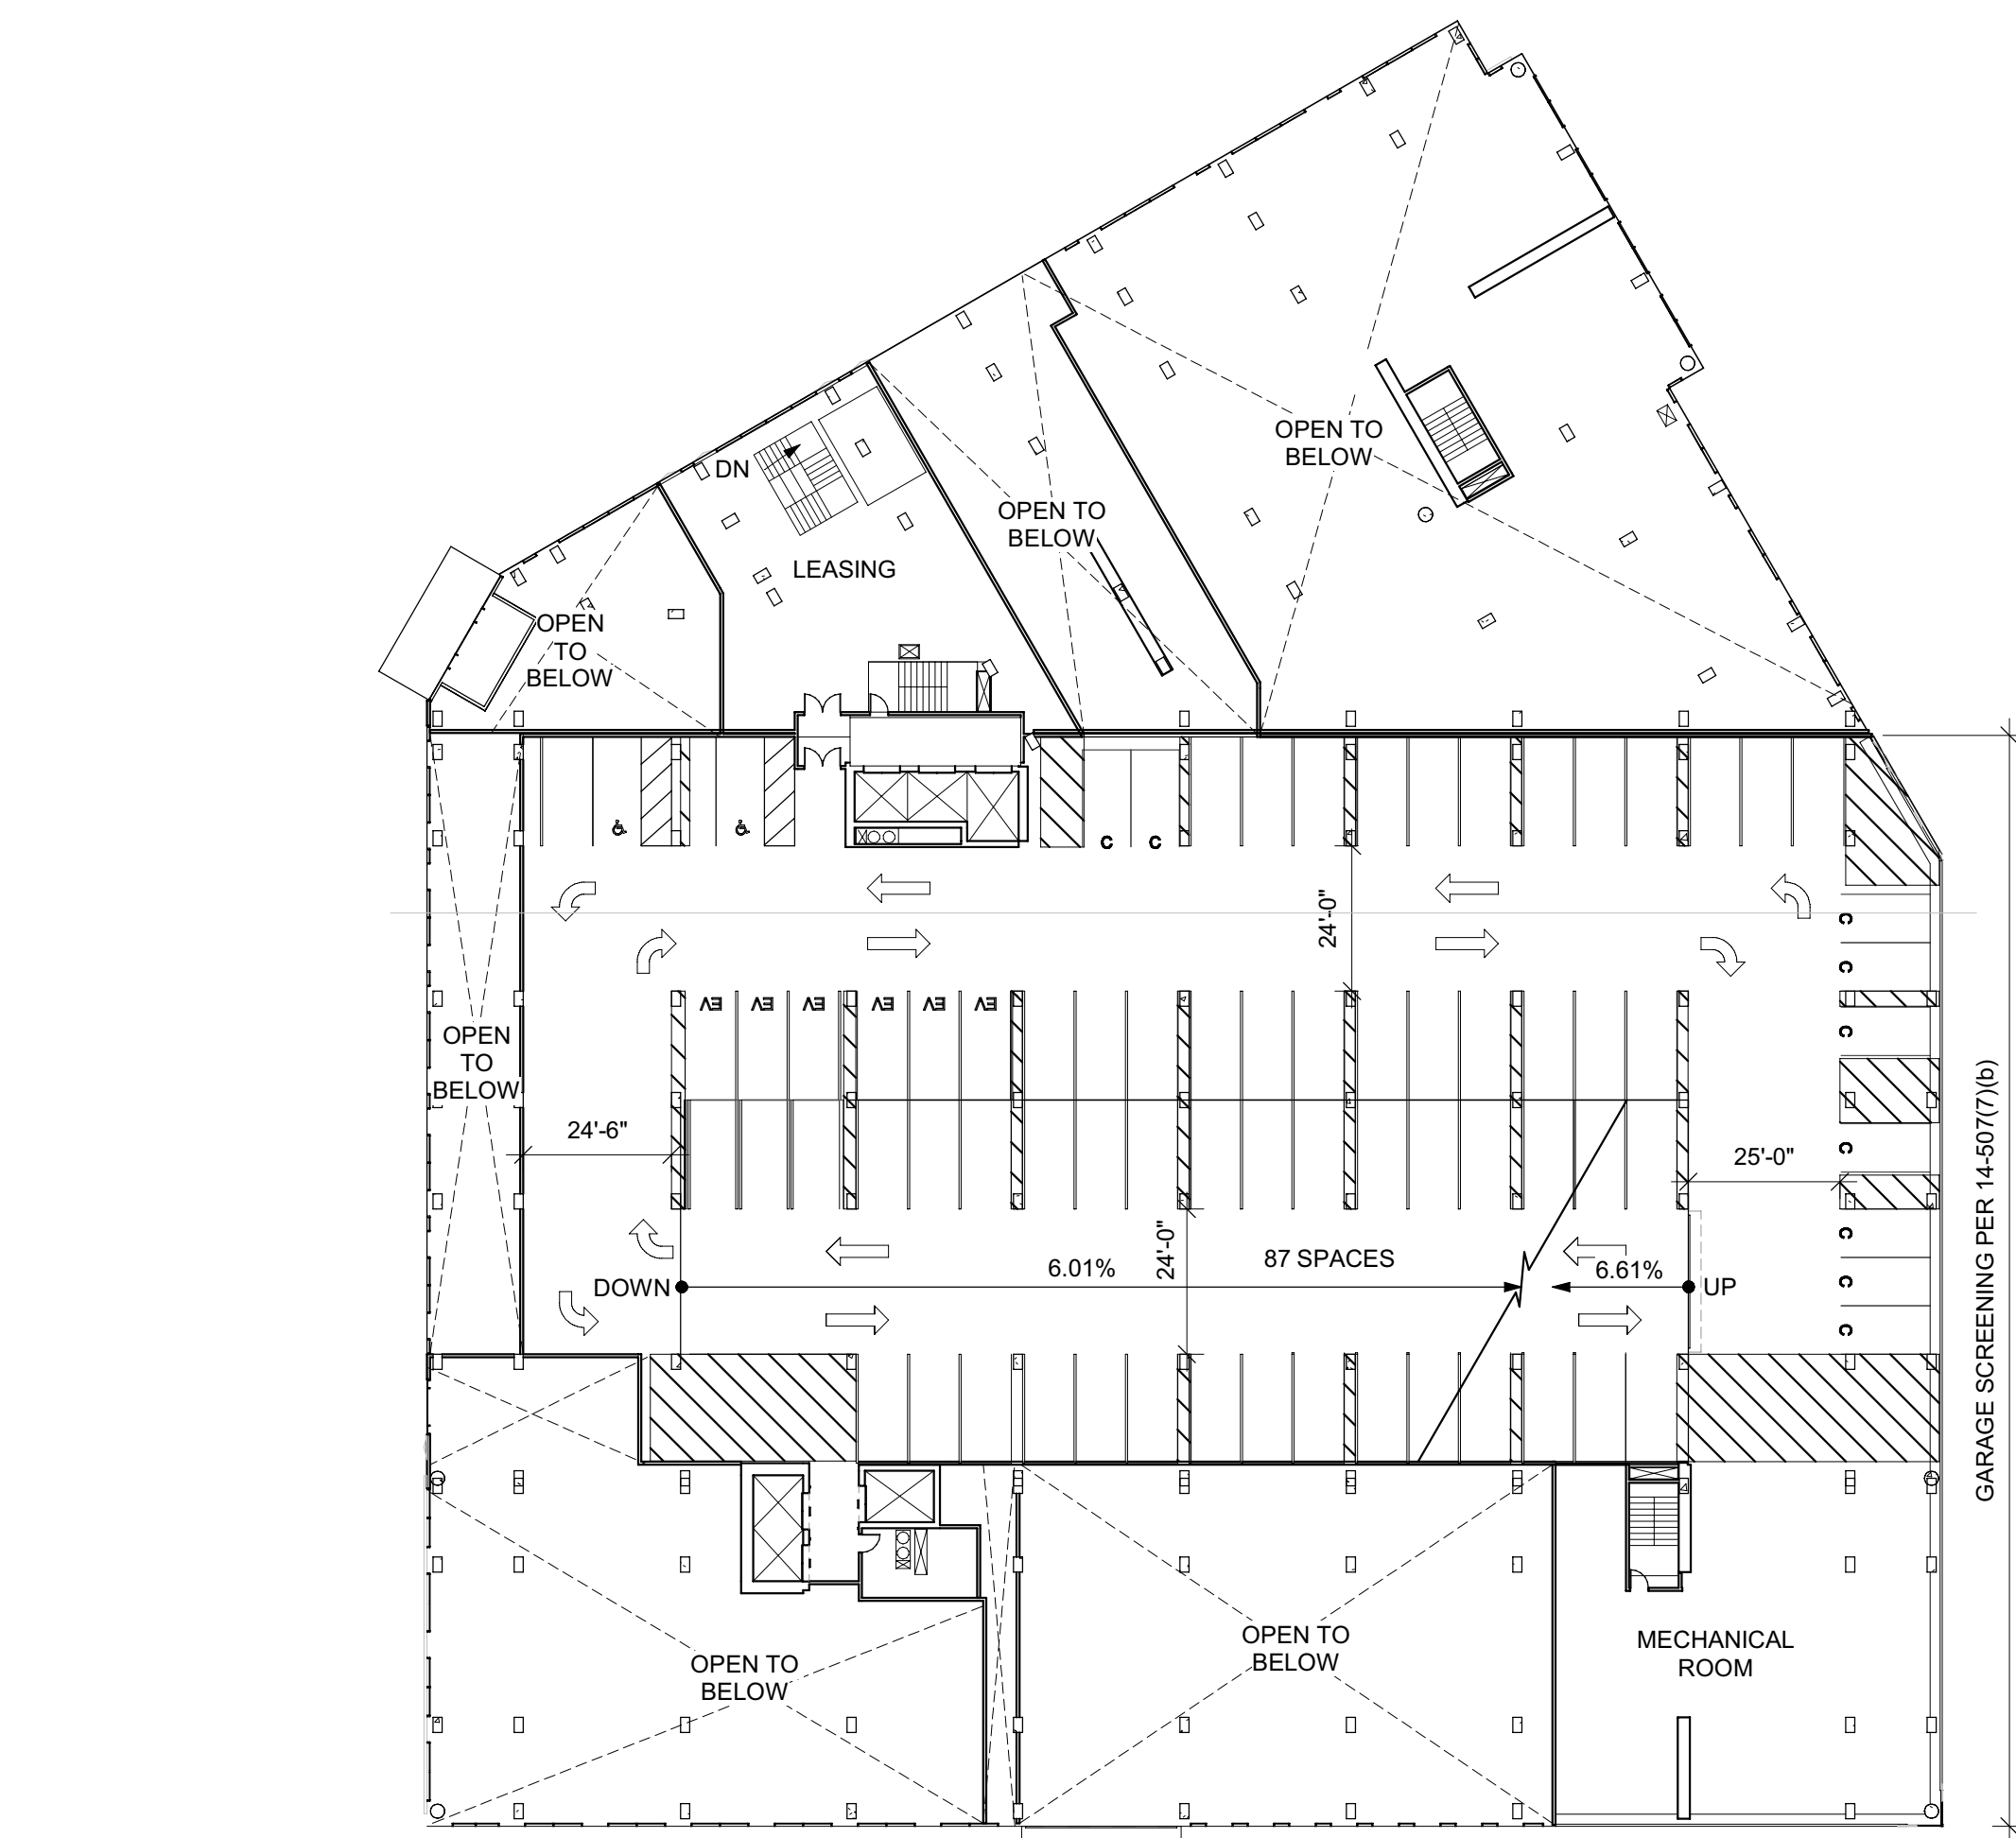 OPEN TO
BELOW
DN
OPEN TO
BELOW
LEASING
OPEN
TO
BELOW
C
C
24'-0"
C
C
EV
EV
EV
EV
EV
EV
C
OPEN
TO
BELOW
24'-6"
25'-0"
C
C
24'-0"
87 SPACES
6.01%
6.61%
DOWN
UP
C
C
GARAGE SCREENING PER 14-507(7)(b)
OPEN TO
BELOW
OPEN TO
BELOW
MECHANICAL
ROOM